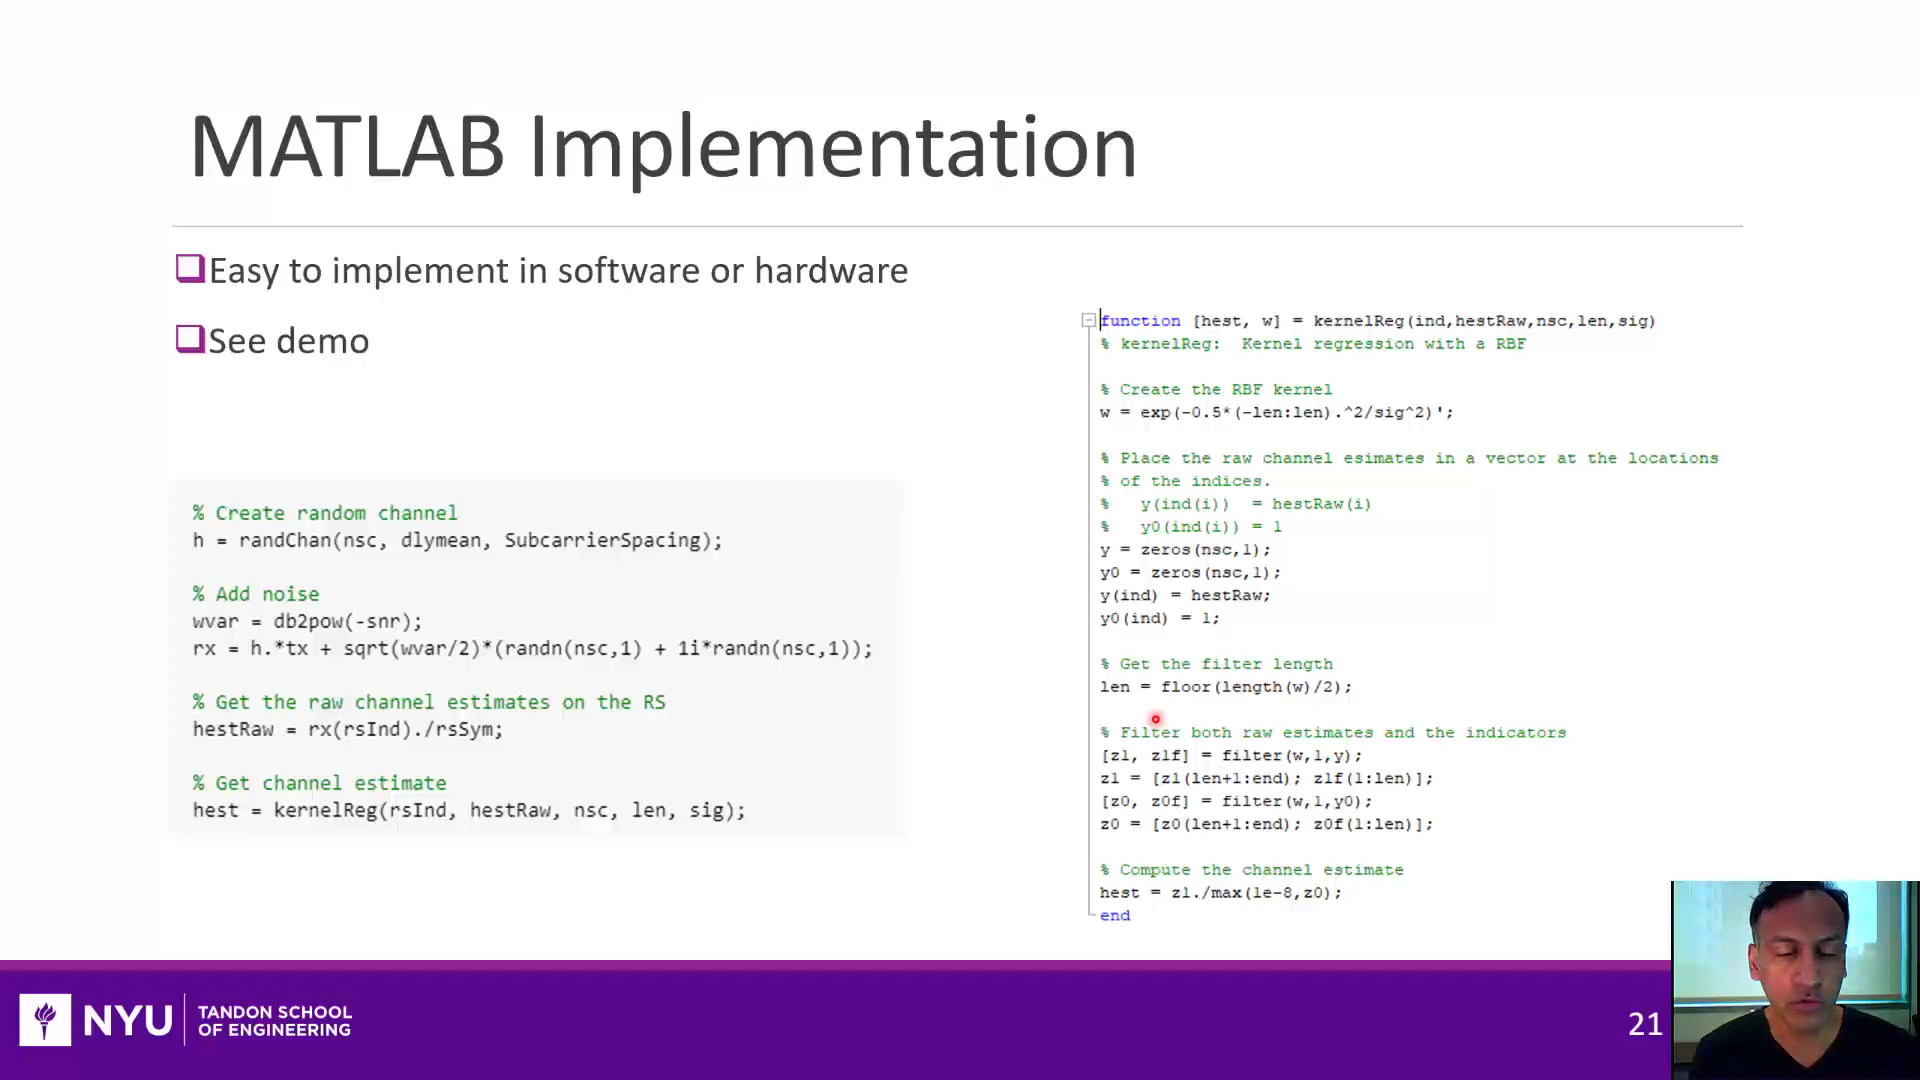 MATLAB Implementation
Easy to implement in software or hardware
See demo
% Create random channel
h = randChan(nsc, dlymean, SubcarrierSpacing);
% Add noise
wvar = db2pow(-snr);
rx = h.*tx + sqrt(wvar/2)*(randn(nsc,1) + 1i*randn(nsc,1));
% Get the raw channel estimates on the RS
hestRaw = rx(rsInd)./rsSym;
% Get channel estimate
hest = kernelReg(rsInd, hestRaw, nsc, len, sig);
function [hest, w] = kernelReg(ind,hestRaw,nsc,len,sig)
% kernelReg:  Kernel regression with a RBF
% Create the RBF kernel
w = exp(-0.5*(-len:len).^2/sig^2)';
% Place the raw channel esimates in a vector at the locations
% of the indices.
%   y(ind(i))  = hestRaw(i)
%   y0(ind(i)) = 1
y = zeros(nsc,1);
y0 = zeros(nsc,1);
y(ind) = hestRaw;
y0(ind) = 1;
% Get the filter length
len = floor(length(w)/2);
% Filter both raw estimates and the indicators
[z1, z1f] = filter(w,1,y);
z1 = [z1(len+1:end); z1f(1:len)];
[z0, z0f] = filter(w,1,y0);
z0 = [z0(len+1:end); z0f(1:len)];
% Compute the channel estimate
hest = z1./max(1e-8,z0);
end
NYU
TANDON SCHOOL
OF ENGINEERING
21